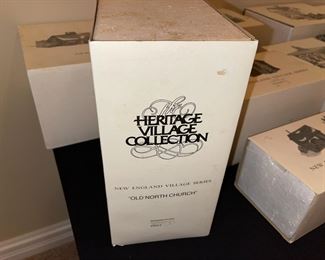 The
HERITAGE
VILLAGE
COLLECTION
NEW ENGLAND VILLAGE SERIES
"OLD NORTH CHURCH"